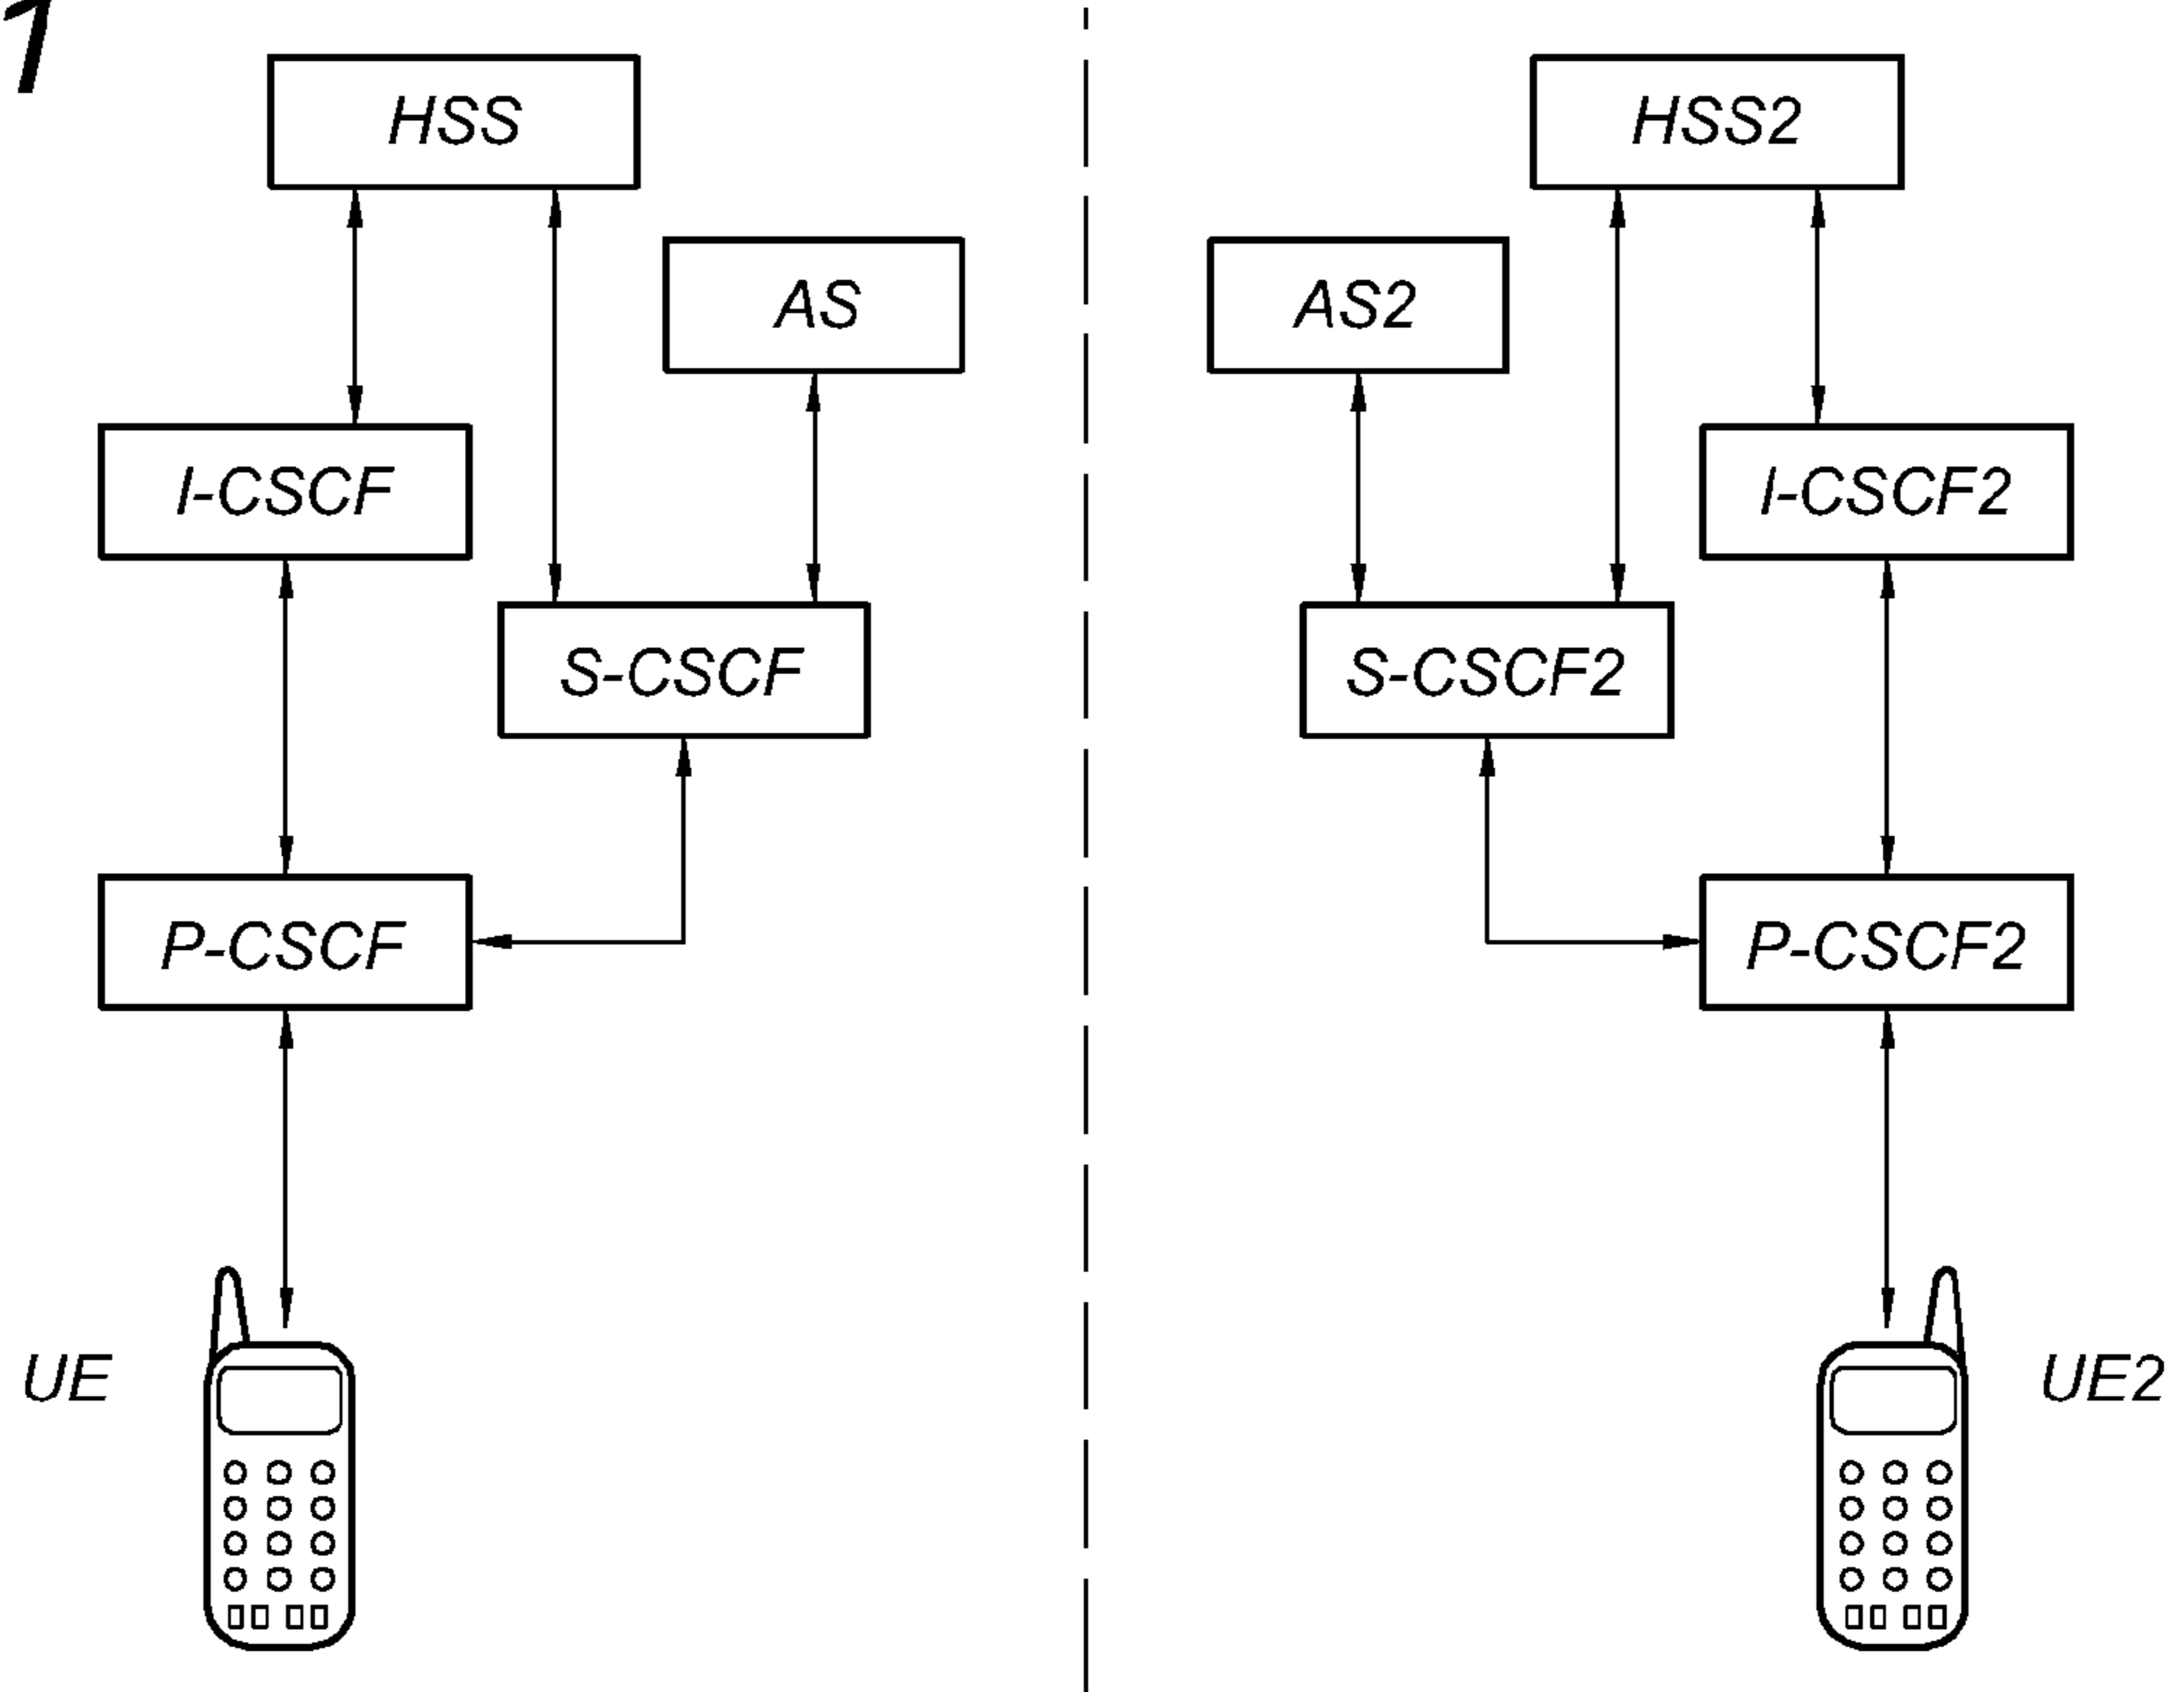 1
HSS
AS
I-CSCF
S-CSCF
P-CSCF
UE
HSS2
AS2
I-CSCF2
S-CSCF2
P-CSCF2
UE2